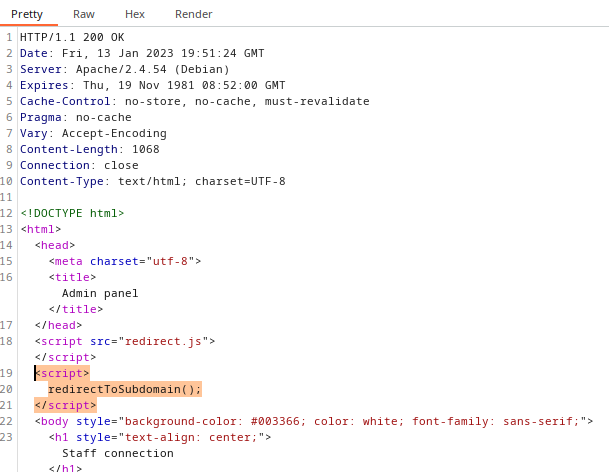 Pretty Raw Hex Render
1 HTTP/1.1 200 OK
2 Date: Fri, 13 Jan 2023 19:51:24 GMT
3 Server: Apache/2.4.54 (Debian)
4 Expires: Thu, 19 Nov 1981 08:52:00 GMT
5 Cache-Control: no-store, no-cache, must-revalidate
6 Pragma: no-cache
7 Vary: Accept-Encoding
8 Content-Length: 1068
9 Connection: close
10 Content-Type: text/html; charset=UTF-8
11
12 <!DOCTYPE html>
13 <html>
14 <head>
15 <meta charset="utf-8">
16 <title>
Admin panel
</title>
17 </head>
18 <script src="redirect.js">
</script>
19 <script>
20 redirectToSubdomain();
21 </script>
22 <body style="background-color: #003366; color: white; font-family: sans-serif;">
23 <h1 style="text-align: center;">
Staff connection
</h1>